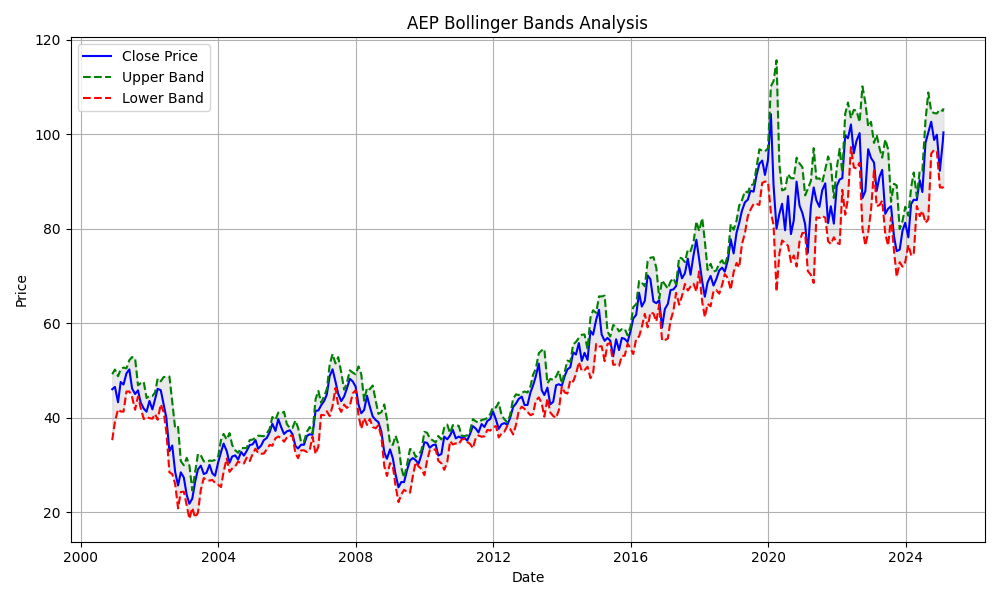 AEP Bollinger Bands Analysis
Close Price
Upper Band
Lower Band
Price
120
100
80
60
40
20
2000 2004 2008 2012 2016 2020 2024
Date